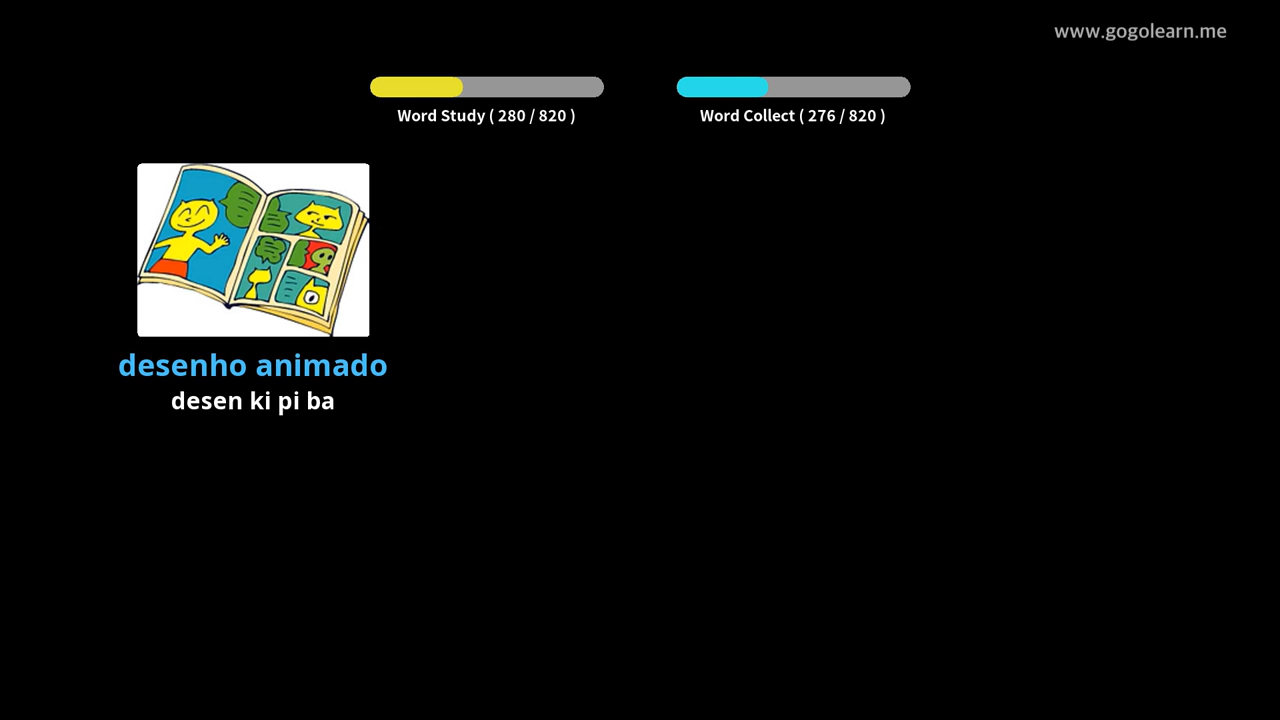 www.gogolearn.me
Word Study ( 280 / 820 )
Word Collect ( 276 / 820 )
desenho animado
desen ki pi ba